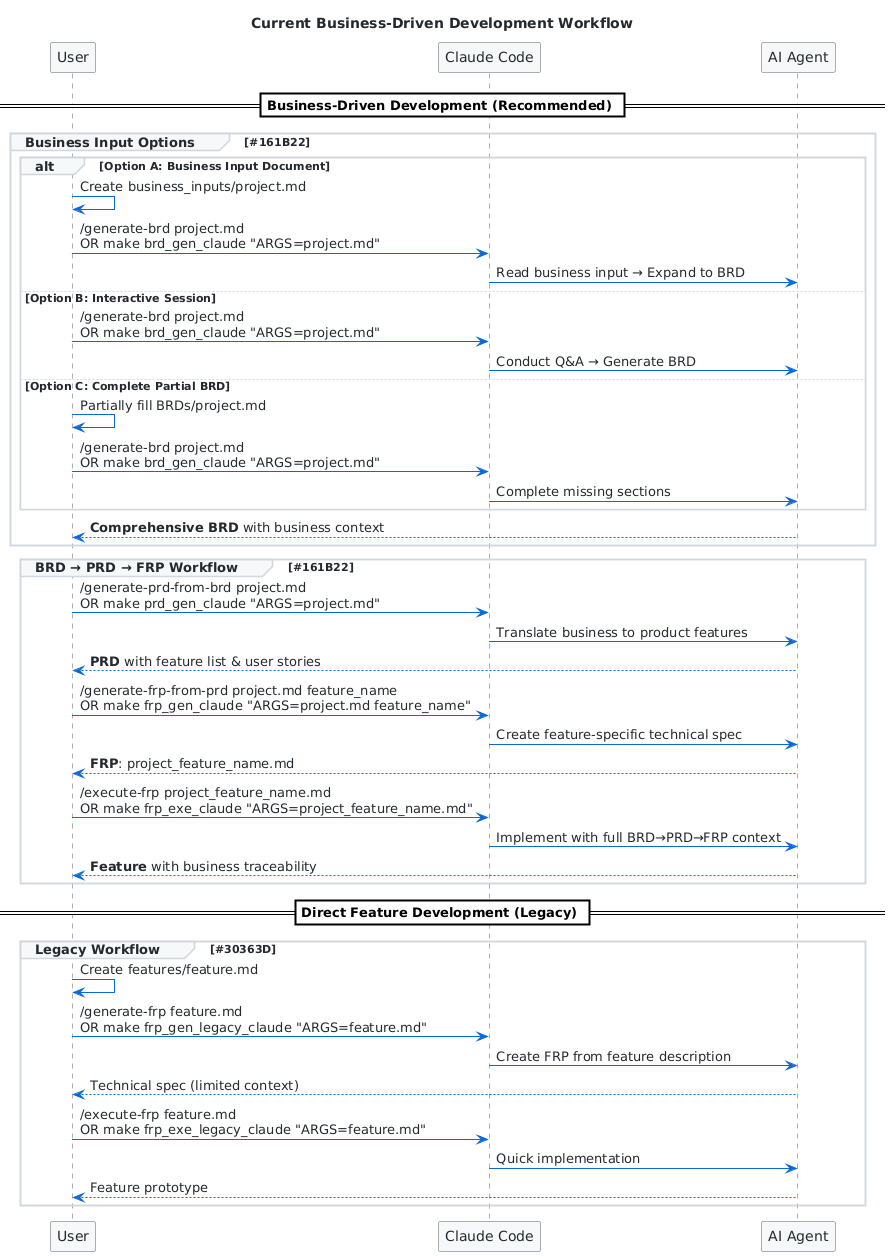 Current Business-Driven Development Workflow
User
Claude Code
AI Agent
Business-Driven Development (Recommended)
Business Input Options [#161B22]
alt [Option A: Business Input Document]
Create business_inputs/project.md
/generate-brd project.md
OR make brd_gen_claude "ARGS=project.md"
Read business input → Expand to BRD
[Option B: Interactive Session]
/generate-brd project.md
OR make brd_gen_claude "ARGS=project.md"
Conduct Q&A → Generate BRD
[Option C: Complete Partial BRD]
Partially fill BRDs/project.md
/generate-brd project.md
OR make brd_gen_claude "ARGS=project.md"
Complete missing sections
Comprehensive BRD with business context
BRD → PRD → FRP Workflow [#161B22]
/generate-prd-from-brd project.md
OR make prd_gen_claude "ARGS=project.md"
Translate business to product features
PRD with feature list & user stories
/generate-frp-from-prd project.md feature_name
OR make frp_gen_claude "ARGS=project.md feature_name"
Create feature-specific technical spec
FRP: project_feature_name.md
/execute-frp project_feature_name.md
OR make frp_exe_claude "ARGS=project_feature_name.md"
Implement with full BRD→PRD→FRP context
Feature with business traceability
Direct Feature Development (Legacy)
Legacy Workflow [#30363D]
Create features/feature.md
/generate-frp feature.md
OR make frp_gen_legacy_claude "ARGS=feature.md"
Create FRP from feature description
Technical spec (limited context)
/execute-frp feature.md
OR make frp_exe_legacy_claude "ARGS=feature.md"
Quick implementation
Feature prototype
User
Claude Code
AI Agent